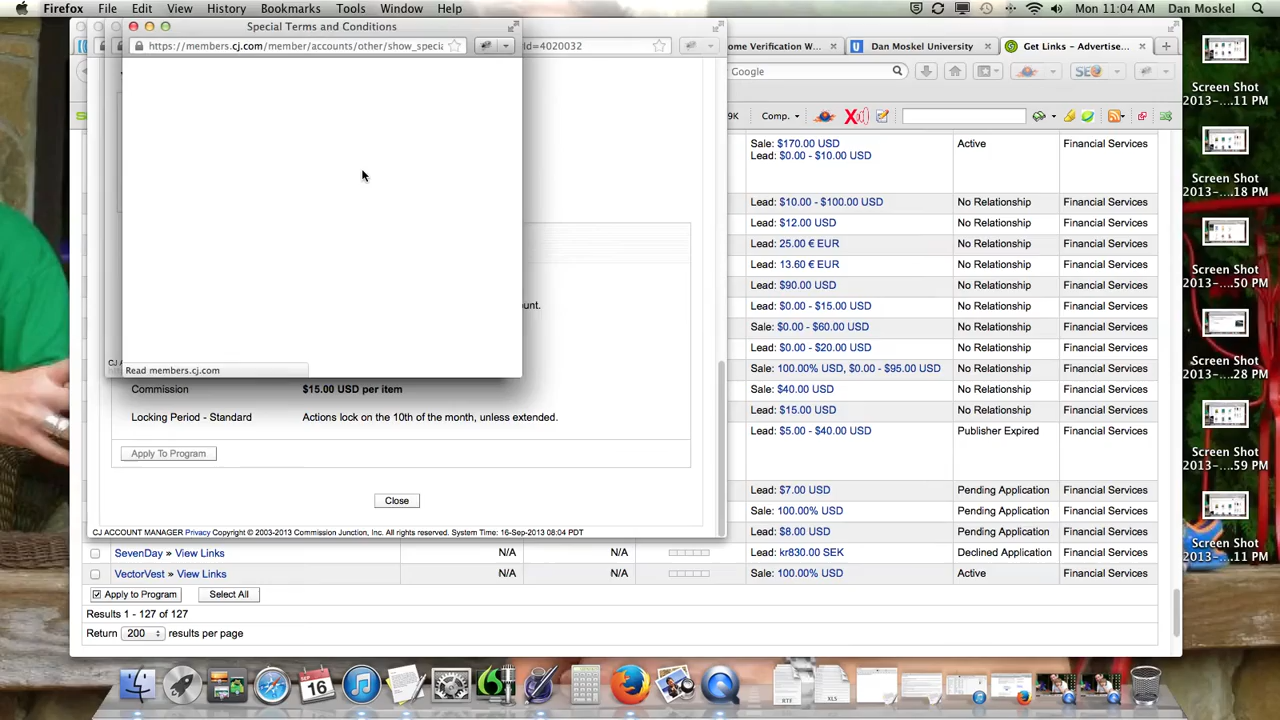 Firefox File Edit View History Bookmarks Tools Window Help Mon 11:04 AM Dan Moskel
Special Terms and Conditions
https://members.cj.com/member/accounts/other/show_specia
Id=4020032
ome Verification W... × Dan Moskel University × Get Links – Advertise... ×
Google
SEO
9K Comp.
Sale: $170.00 USD Active Financial Services
Lead: $0.00 - $10.00 USD
Lead: $10.00 - $100.00 USD No Relationship Financial Services
Lead: $12.00 USD No Relationship Financial Services
Lead: 25.00 € EUR No Relationship Financial Services
Lead: 13.60 € EUR No Relationship Financial Services
Lead: $90.00 USD No Relationship Financial Services
ount. Lead: $0.00 - $15.00 USD No Relationship Financial Services
Sale: $0.00 - $60.00 USD No Relationship Financial Services
Lead: $0.00 - $20.00 USD No Relationship Financial Services
CJ A
Read members.cj.com
Sale: 100.00% USD, $0.00 - $95.00 USD No Relationship Financial Services
Commission $15.00 USD per item
Sale: $40.00 USD No Relationship Financial Services
Locking Period - Standard Actions lock on the 10th of the month, unless extended.
Lead: $15.00 USD No Relationship Financial Services
Lead: $5.00 - $40.00 USD Publisher Expired Financial Services
Apply To Program
Lead: $7.00 USD Pending Application Financial Services
Close
Sale: 100.00% USD Pending Application Financial Services
CJ ACCOUNT MANAGER Privacy Copyright © 2003-2013 Commission Junction, Inc. All rights reserved. System Time: 16-Sep-2013 08:04 PDT
Lead: $8.00 USD Pending Application Financial Services
SevenDay » View Links N/A N/A Lead: kr830.00 SEK Declined Application Financial Services
VectorVest » View Links N/A N/A Sale: 100.00% USD Active Financial Services
Apply to Program Select All
Results 1 - 127 of 127
Return 200 results per page
Screen Shot
2013-....11 PM
Screen Shot
2013-....18 PM
Screen Shot
2013-....50 PM
Screen Shot
2013-....28 PM
Screen Shot
2013-....59 PM
Screen Shot
2013-....11 PM
SEP
16
RTF
XLS